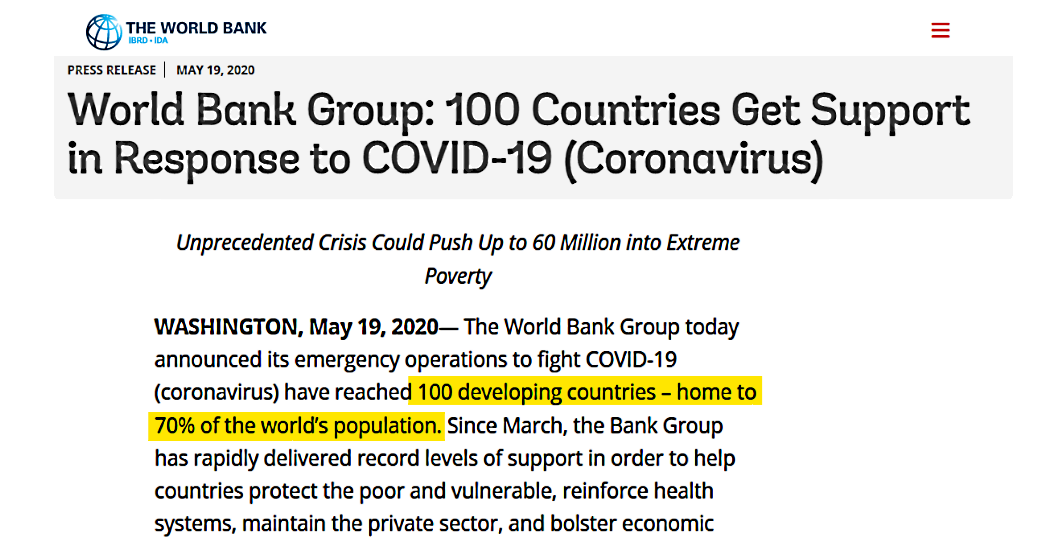 THE WORLD BANK
IBRD • IDA
PRESS RELEASE | MAY 19, 2020
World Bank Group: 100 Countries Get Support
in Response to COVID-19 (Coronavirus)
Unprecedented Crisis Could Push Up to 60 Million into Extreme
Poverty
WASHINGTON, May 19, 2020— The World Bank Group today
announced its emergency operations to fight COVID-19
(coronavirus) have reached 100 developing countries – home to
70% of the world’s population. Since March, the Bank Group
has rapidly delivered record levels of support in order to help
countries protect the poor and vulnerable, reinforce health
systems, maintain the private sector, and bolster economic